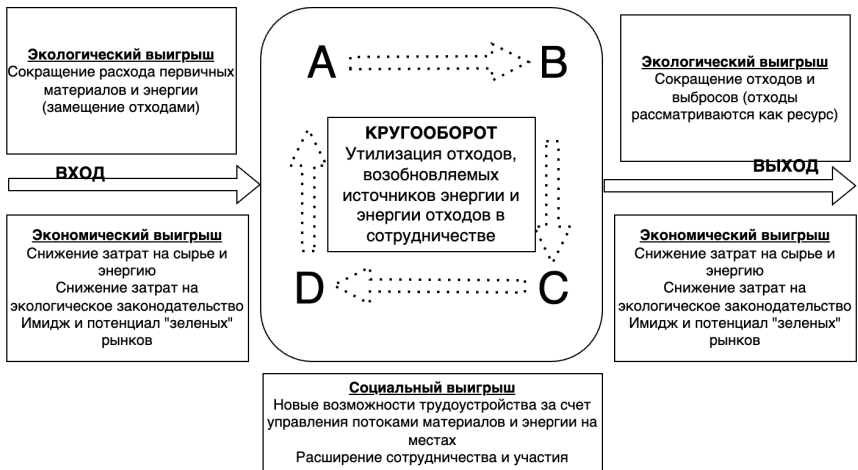 Экологический выигрыш
Сокращение расхода первичных
материалов и энергии
(замещение отходами)
ВХОД
Экономический выигрыш
Снижение затрат на сырье и
энергию
Снижение затрат на
экологическое законодательство
Имидж и потенциал "зеленых"
рынков
A
B
КРУГООБОРОТ
Утилизация отходов,
возобновляемых
источников энергии и
энергии отходов в
сотрудничестве
D
C
Экологический выигрыш
Сокращение отходов и
выбросов (отходы
рассматриваются как ресурс)
ВЫХОД
Экономический выигрыш
Снижение затрат на сырье и
энергию
Снижение затрат на
экологическое законодательство
Имидж и потенциал "зеленых"
рынков
Социальный выигрыш
Новые возможности трудоустройства за счет
управления потоками материалов и энергии на
местах
Расширение сотрудничества и участия